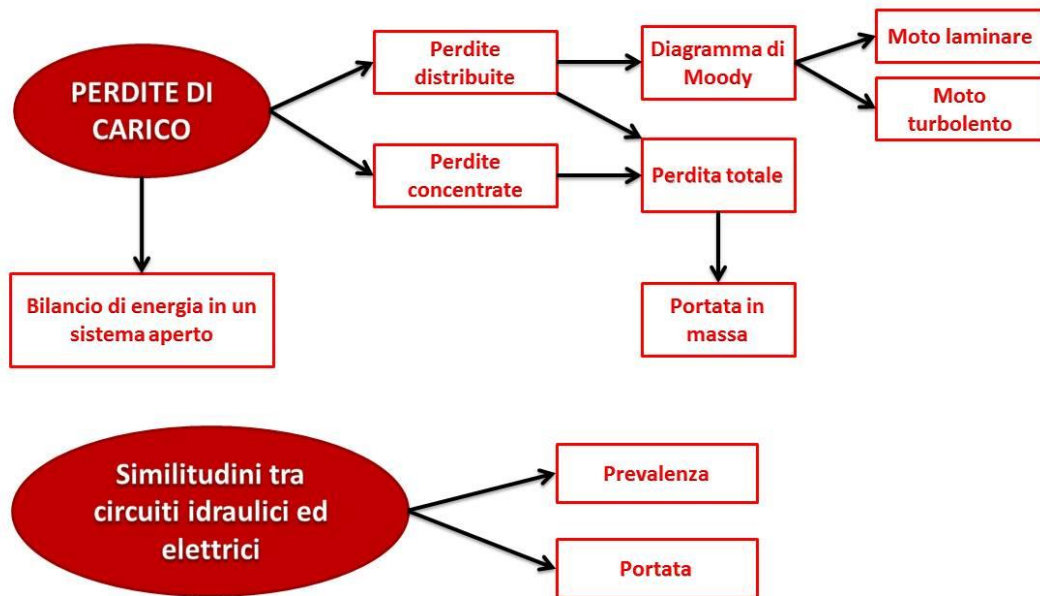 PERDITE DI
CARICO
Perdite
distribuite
Diagramma di
Moody
Moto laminare
Moto
turbolento
Perdite
concentrate
Perdita totale
Bilancio di energia in un
sistema aperto
Portata in
massa
Similitudini tra
circuiti idraulici ed
elettrici
Prevalenza
Portata